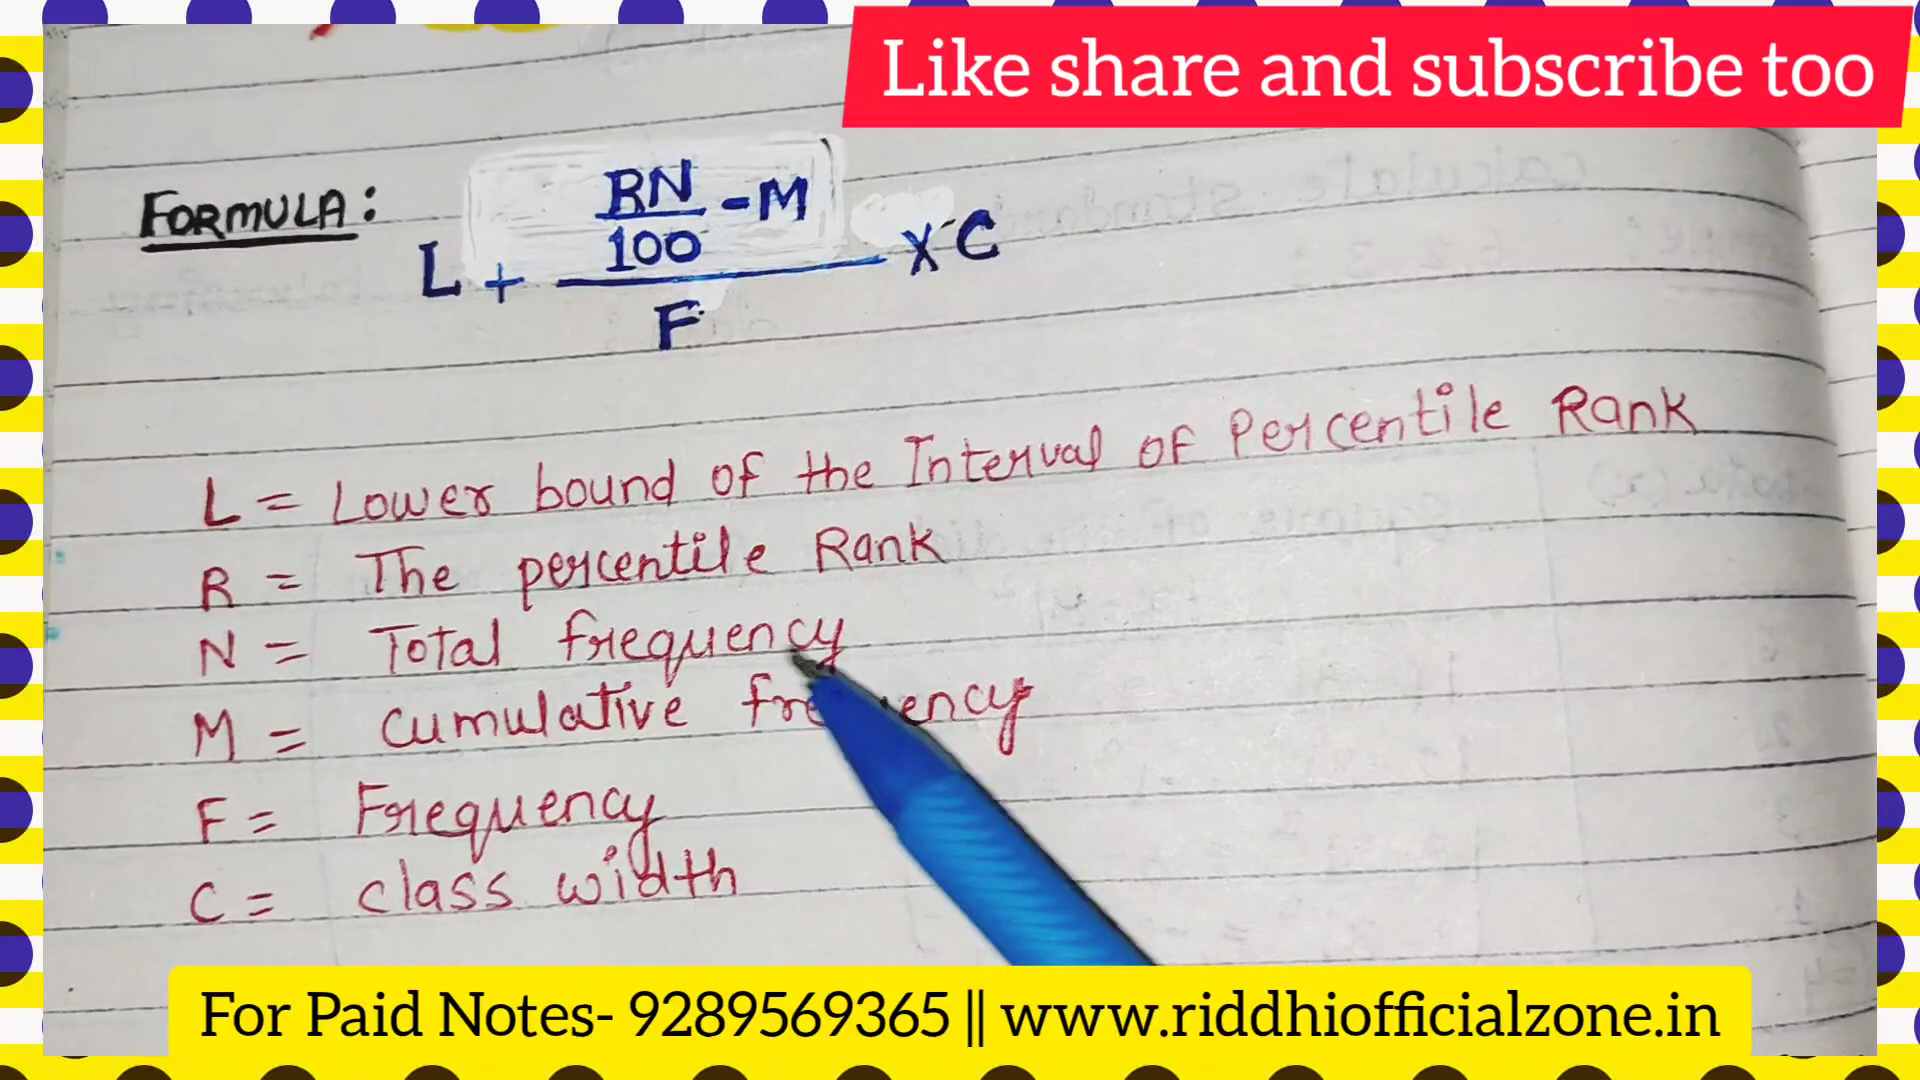 Like share and subscribe too
FORMULA:
L + (RN/100 - M)/F x C
L = Lower bound of the Interval of Percentile Rank
R = The percentile Rank
N = Total frequency
M = Cumulative frequency
F = Frequency
C = class width
For Paid Notes- 9289569365 || www.riddhiofficialzone.in